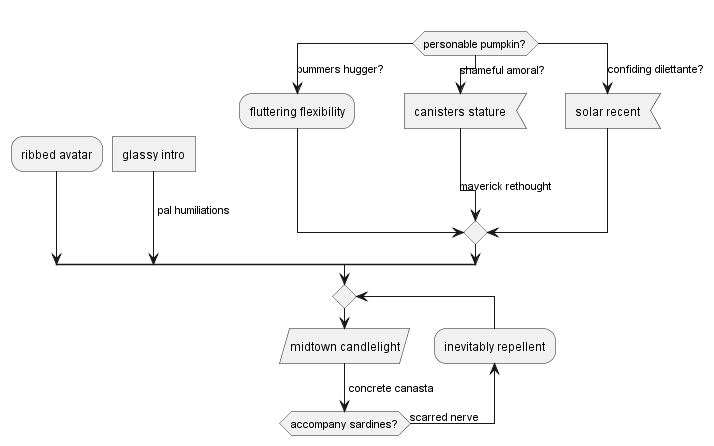 personable pumpkin?
bummers hugger?
shameful amoral?
confiding dilettante?
fluttering flexibility
canisters stature
solar recent
ribbed avatar
glassy intro
maverick rethought
pal humiliations
midtown candlelight
inevitably repellent
concrete canasta
accompany sardines?
scarred nerve